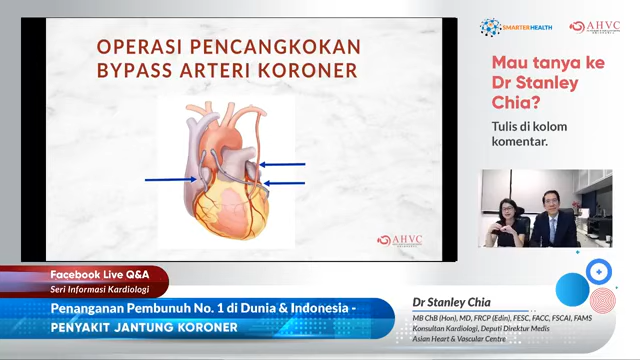 OPERASI PENCANGKOKAN
BYPASS ARTERI KORONER
AHVC
SMARTERHEALTH
AHVC
Mau tanya ke
Dr Stanley
Chia?
Tulis di kolom
komentar.
Facebook Live Q&A
Seri Informasi Kardiologi
Penanganan Pembunuh No. 1 di Dunia & Indonesia -
PENYAKIT JANTUNG KORONER
Dr Stanley Chia
MB ChB (Hon), MD, FRCP (Edin), FESC, FACC, FSCAI, FAMS
Konsultan Kardiologi, Deputi Direktur Medis
Asian Heart & Vascular Centre